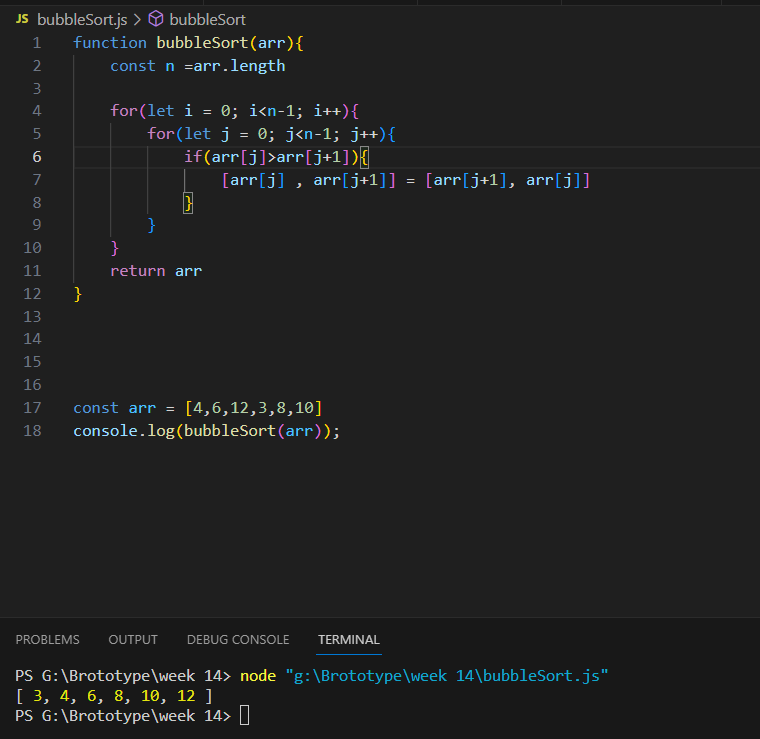 JS bubbleSort.js > bubbleSort
1 function bubbleSort(arr){
2     const n =arr.length
3
4     for(let i = 0; i<n-1; i++){
5         for(let j = 0; j<n-1; j++){
6             if(arr[j]>arr[j+1]){
7                 [arr[j] , arr[j+1]] = [arr[j+1], arr[j]]
8             }
9         }
10     }
11     return arr
12 }
13
14
15
16
17 const arr = [4,6,12,3,8,10]
18 console.log(bubbleSort(arr));
PROBLEMS OUTPUT DEBUG CONSOLE TERMINAL
PS G:\Brototype\week 14> node "g:\Brototype\week 14\bubbleSort.js"
[ 3, 4, 6, 8, 10, 12 ]
PS G:\Brototype\week 14>